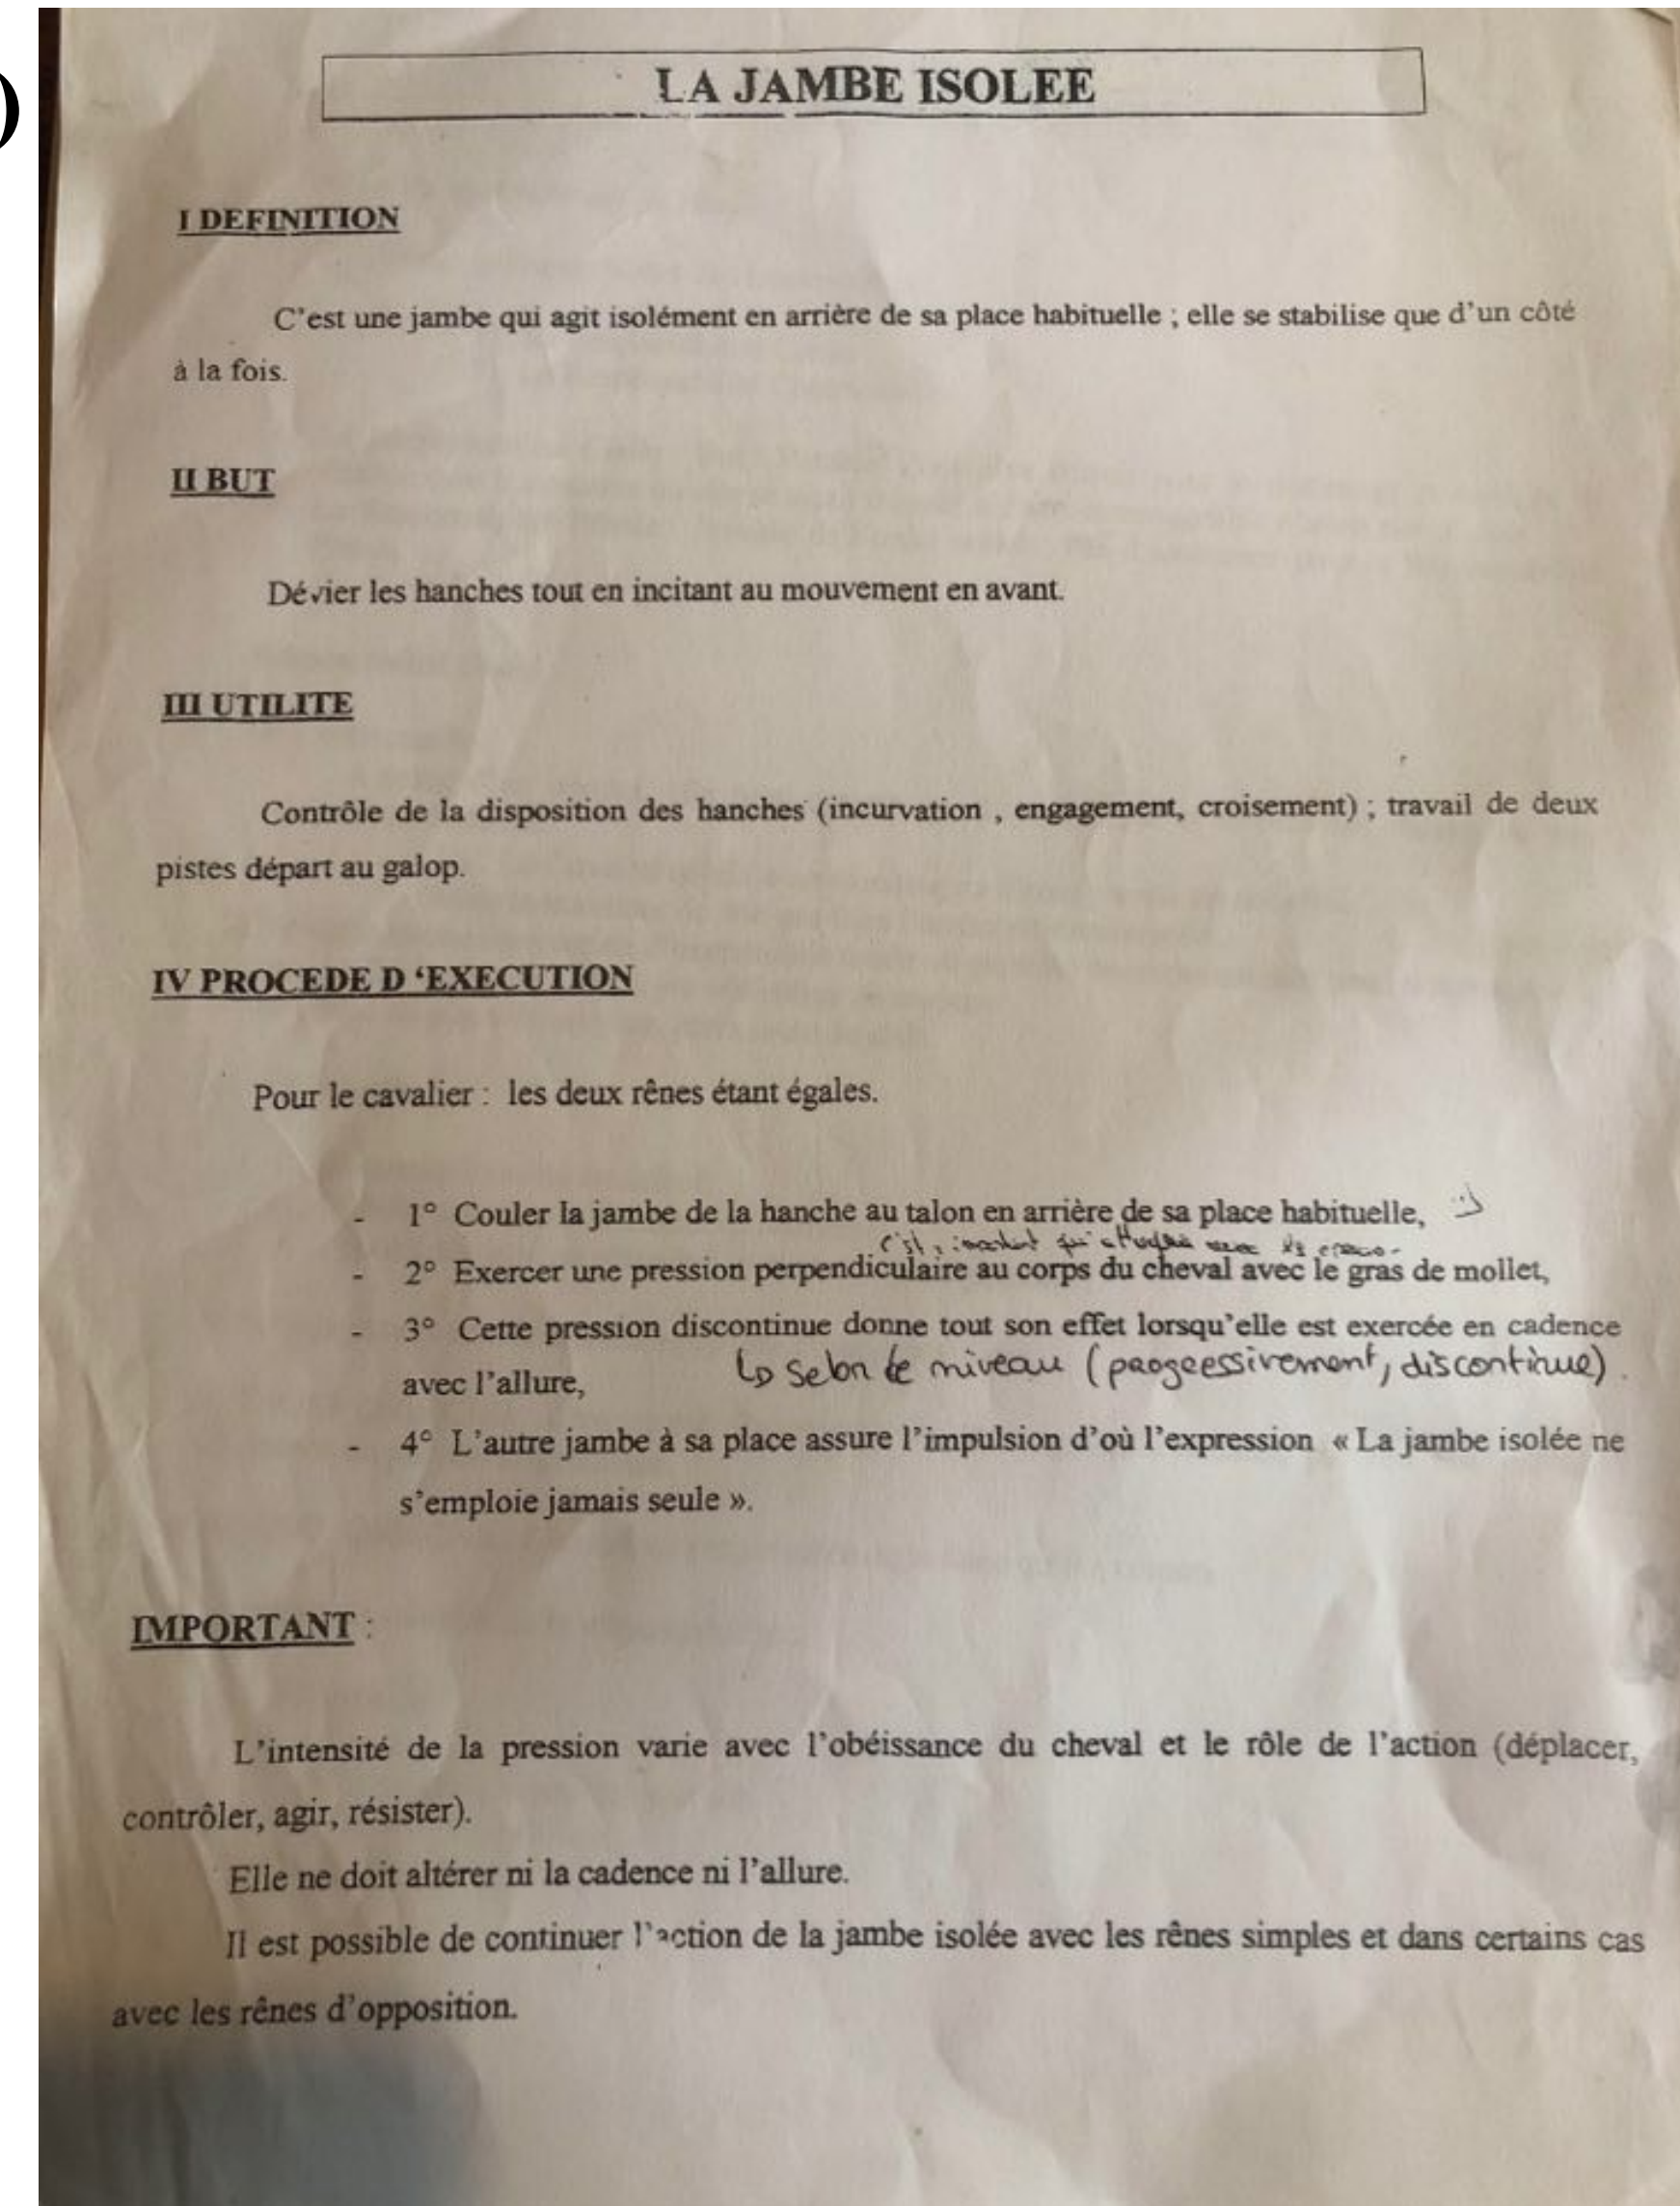 )
LA JAMBE ISOLEE
I DEFINITION
C'est une jambe qui agit isolément en arrière de sa place habituelle ; elle se stabilise que d'un côté
à la fois.
II BUT
Dévier les hanches tout en incitant au mouvement en avant.
III UTILITE
Contrôle de la disposition des hanches (incurvation , engagement, croisement) ; travail de deux
pistes départ au galop.
IV PROCEDE D 'EXECUTION
Pour le cavalier : les deux rênes étant égales.
- 1° Couler la jambe de la hanche au talon en arrière de sa place habituelle,
c'est
- 2° Exercer une pression perpendiculaire au corps du cheval avec le gras de mollet,
- 3° Cette pression discontinue donne tout son effet lorsqu'elle est exercée en cadence
avec l'allure, ↳ selon le niveau (progressivement, discontinue).
- 4° L'autre jambe à sa place assure l'impulsion d'où l'expression « La jambe isolée ne
s'emploie jamais seule ».
IMPORTANT :
L'intensité de la pression varie avec l'obéissance du cheval et le rôle de l'action (déplacer,
contrôler, agir, résister).
Elle ne doit altérer ni la cadence ni l'allure.
Il est possible de continuer l'action de la jambe isolée avec les rênes simples et dans certains cas
avec les rênes d'opposition.